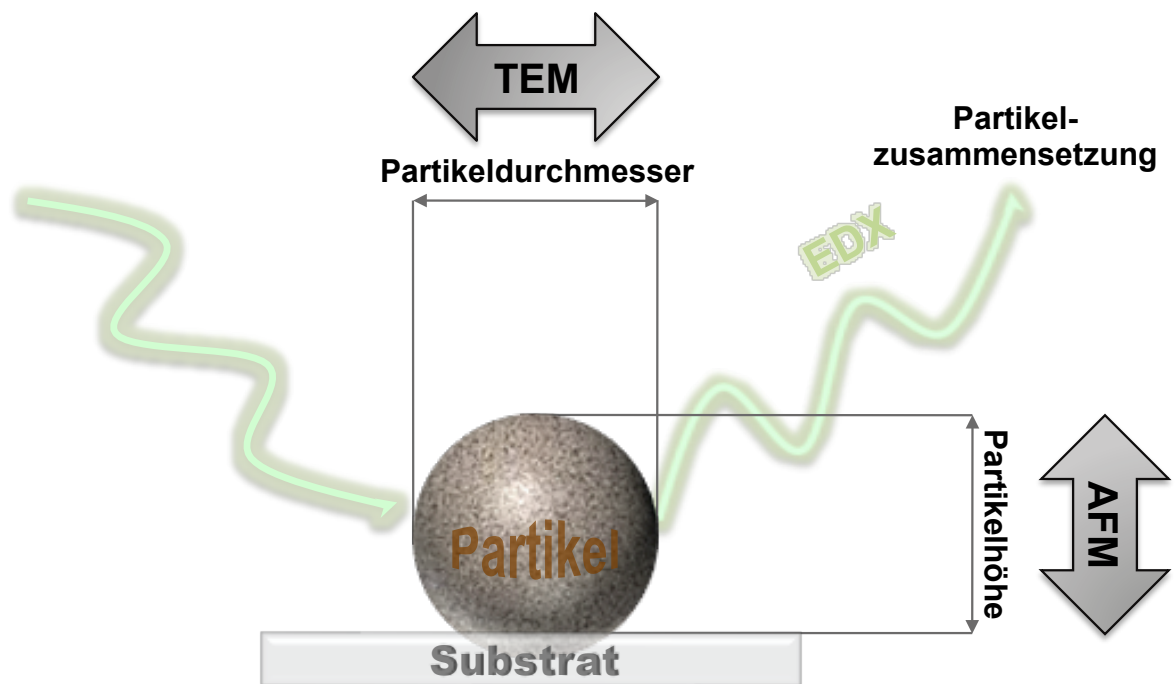 TEM
Partikeldurchmesser
Partikel-
zusammensetzung
EDX
Partikel
Partikelhöhe
AFM
Substrat